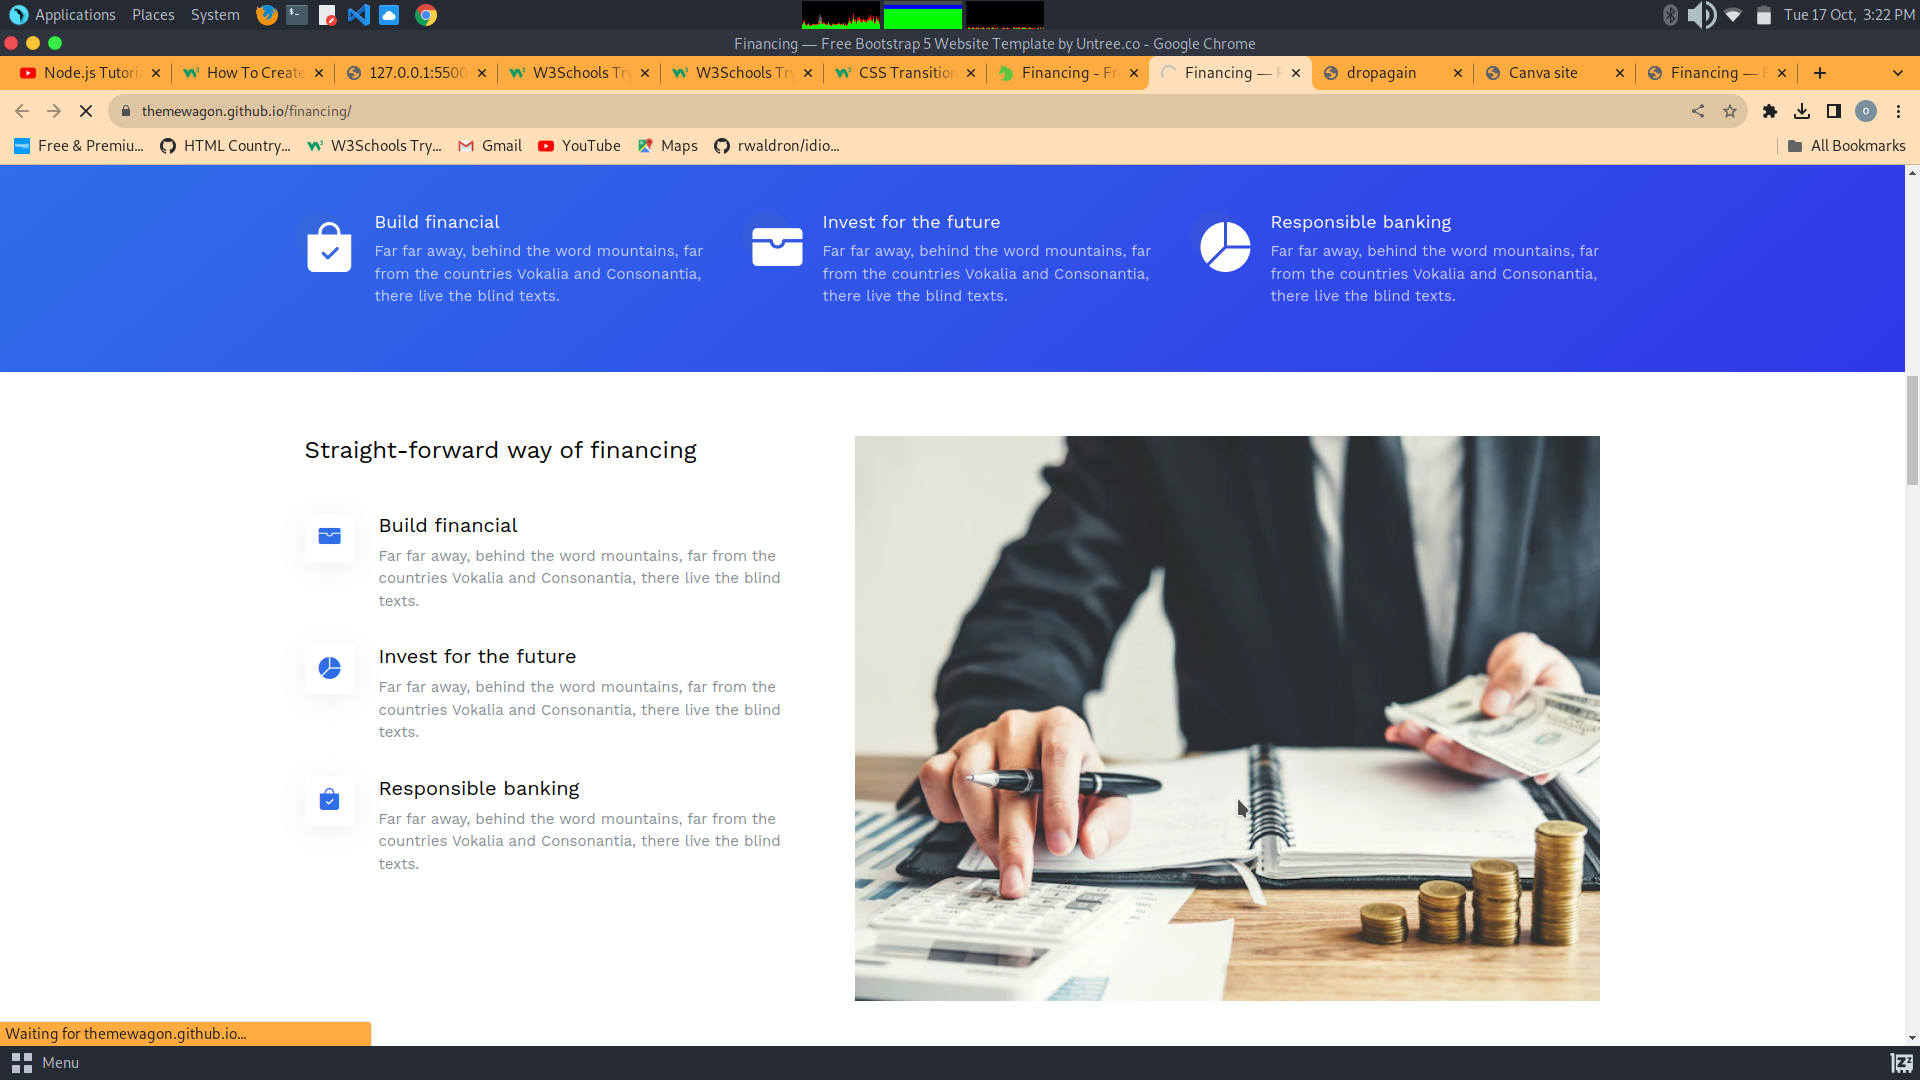 Applications Places System
Tue 17 Oct, 3:22 PM
Financing — Free Bootstrap 5 Website Template by Untree.co - Google Chrome
Node.js Tutori
How To Create
127.0.0.1:5500
W3Schools Try
W3Schools Try
CSS Transition
Financing - Fr
Financing — F
dropagain
Canva site
Financing — F
themewagon.github.io/financing/
Free & Premiu...
HTML Country...
W3Schools Try...
Gmail
YouTube
Maps
rwaldron/idio...
All Bookmarks
Build financial
Far far away, behind the word mountains, far
from the countries Vokalia and Consonantia,
there live the blind texts.
Invest for the future
Far far away, behind the word mountains, far
from the countries Vokalia and Consonantia,
there live the blind texts.
Responsible banking
Far far away, behind the word mountains, far
from the countries Vokalia and Consonantia,
there live the blind texts.
Straight-forward way of financing
Build financial
Far far away, behind the word mountains, far from the
countries Vokalia and Consonantia, there live the blind
texts.
Invest for the future
Far far away, behind the word mountains, far from the
countries Vokalia and Consonantia, there live the blind
texts.
Responsible banking
Far far away, behind the word mountains, far from the
countries Vokalia and Consonantia, there live the blind
texts.
Waiting for themewagon.github.io...
Menu